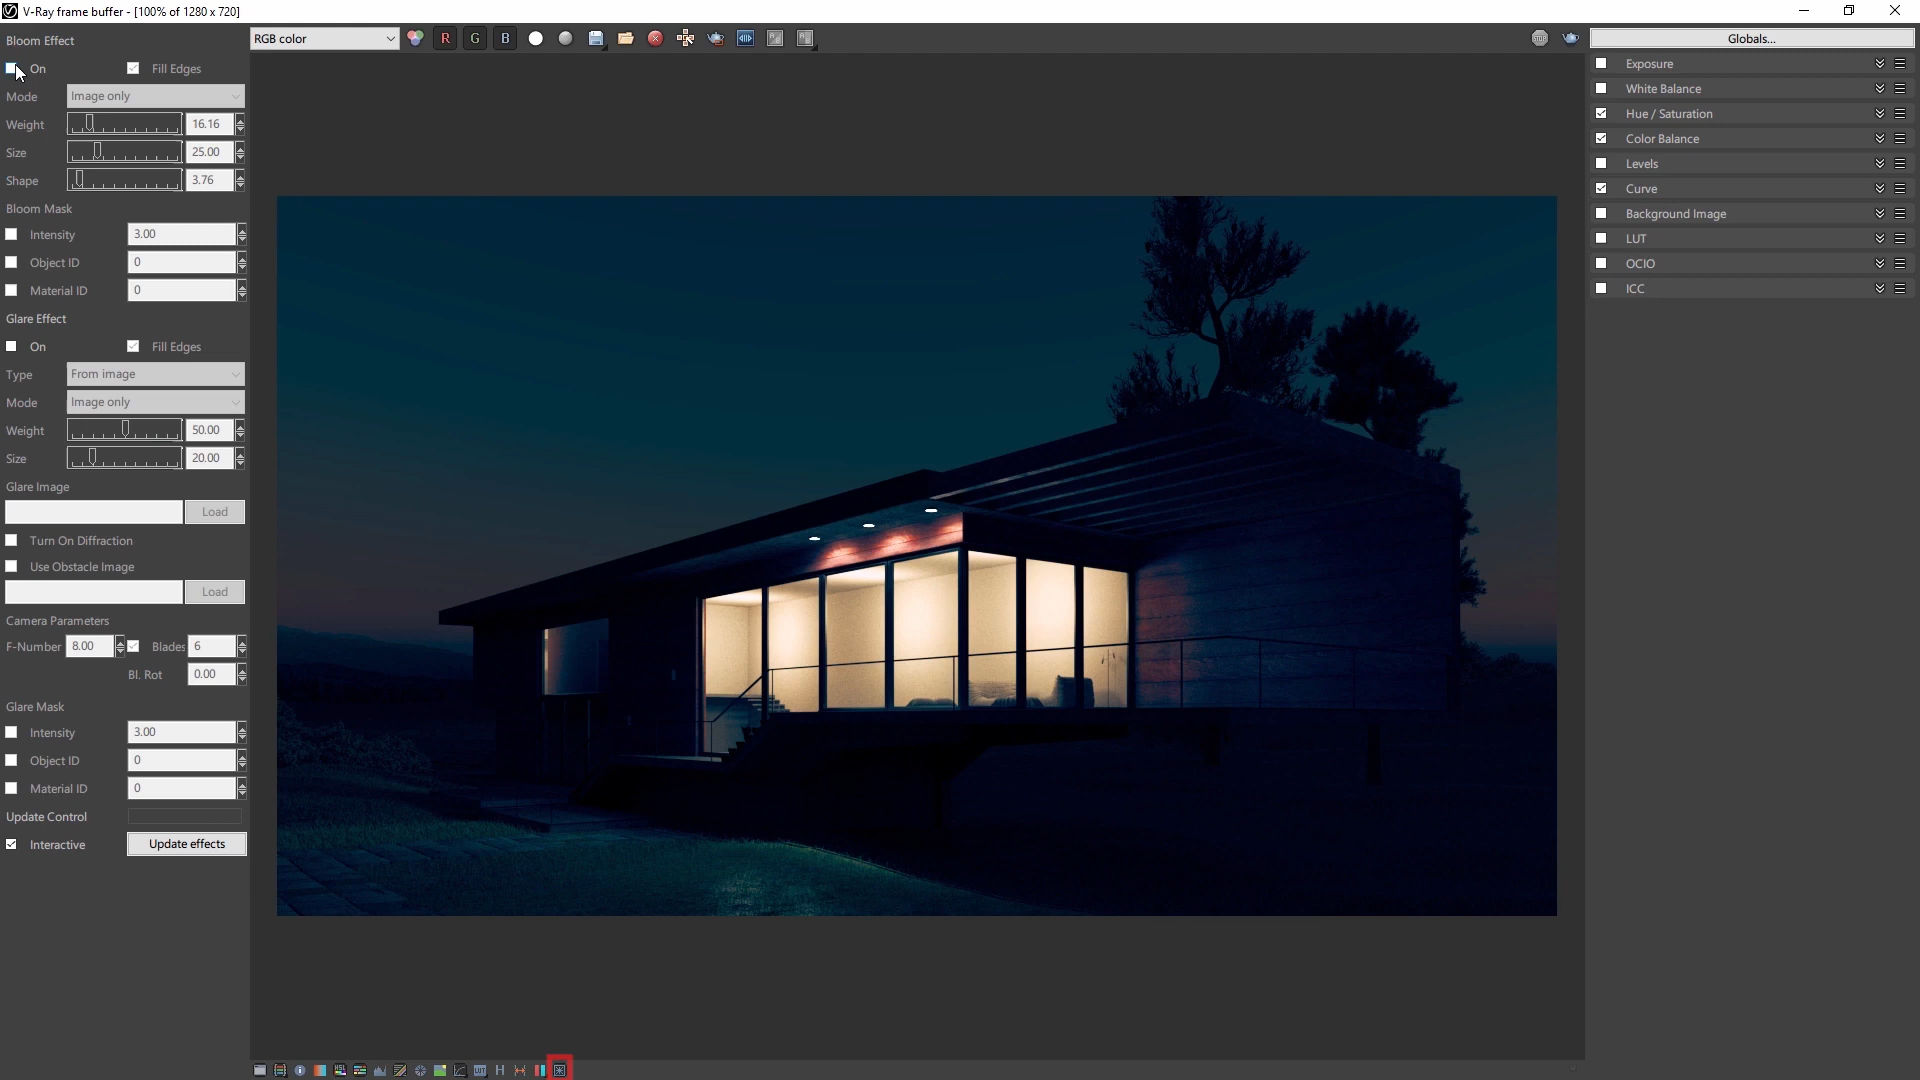 V-Ray frame buffer - [100% of 1280 x 720]
Bloom Effect
On Fill Edges
Mode Image only
Weight 16.16
Size 25.00
Shape 3.76
Bloom Mask
Intensity 3.00
Object ID 0
Material ID 0
Glare Effect
On Fill Edges
Type From image
Mode Image only
Weight 50.00
Size 20.00
Glare Image
Load
Turn On Diffraction
Use Obstacle Image
Load
Camera Parameters
F-Number 8.00 Blades 6
Bl. Rot 0.00
Glare Mask
Intensity 3.00
Object ID 0
Material ID 0
Update Control
Interactive Update effects
RGB color R G B
STOP
Globals...
Exposure
White Balance
Hue / Saturation
Color Balance
Levels
Curve
Background Image
LUT
OCIO
ICC
HSL LUT H